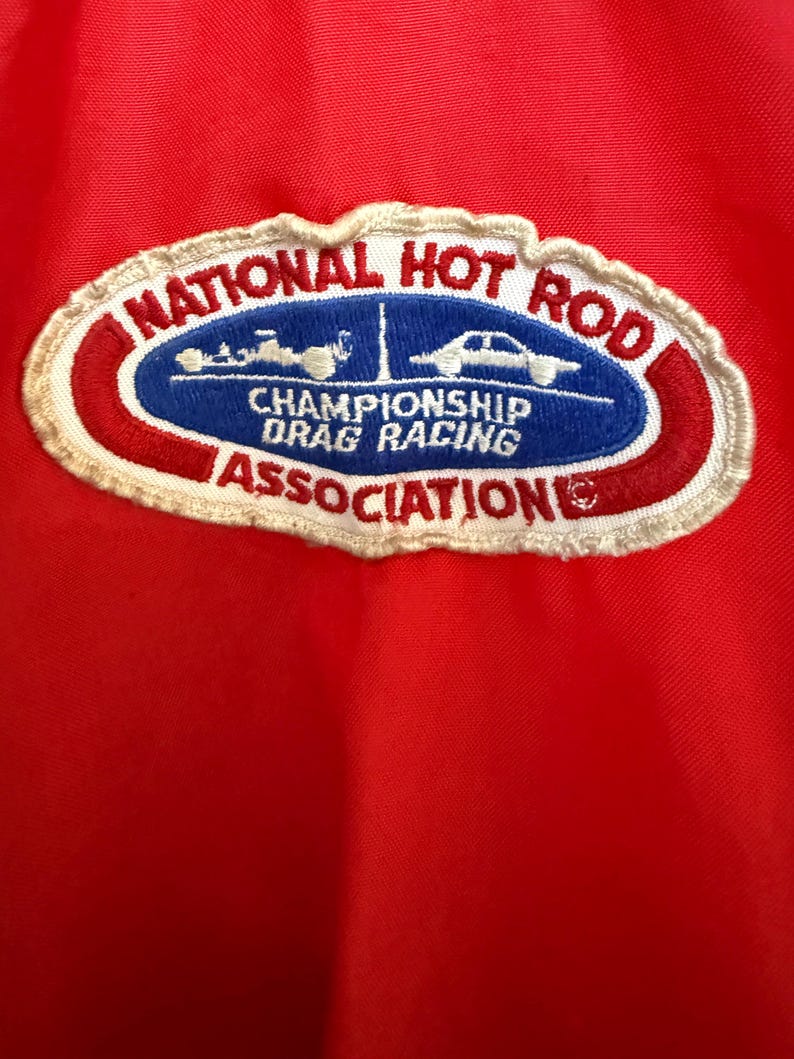 NATIONAL HOT ROD
CHAMPIONSHIP
DRAG RACING
ASSOCIATION ©